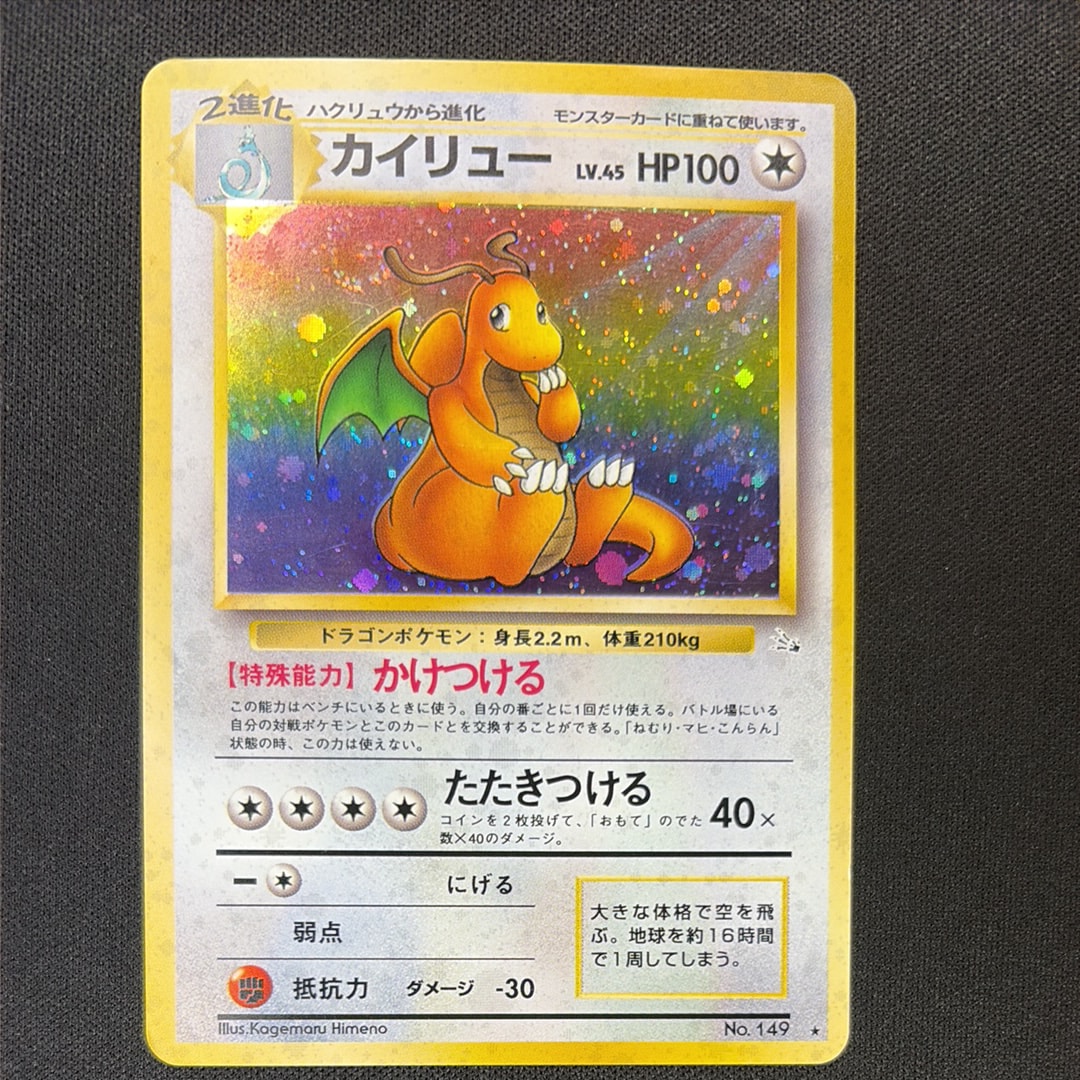 2進化 ハクリュウから進化 モンスターカードに重ねて使います。
カイリュー LV.45 HP100
ドラゴンポケモン：身長2.2m、体重210kg
【特殊能力】かけつける
この能力はベンチにいるときに使う。自分の番ごとに1回だけ使える。バトル場にいる
自分の対戦ポケモンとこのカードとを交換することができる。「ねむり・マヒ・こんらん」
状態の時、この力は使えない。
たたきつける
コインを2枚投げて、「おもて」のでた
数×40のダメージ。
40×
にげる
弱点
抵抗力 ダメージ -30
大きな体格で空を飛
ぶ。地球を約16時間
で1周してしまう。
Illus.Kagemaru Himeno
No. 149 ★